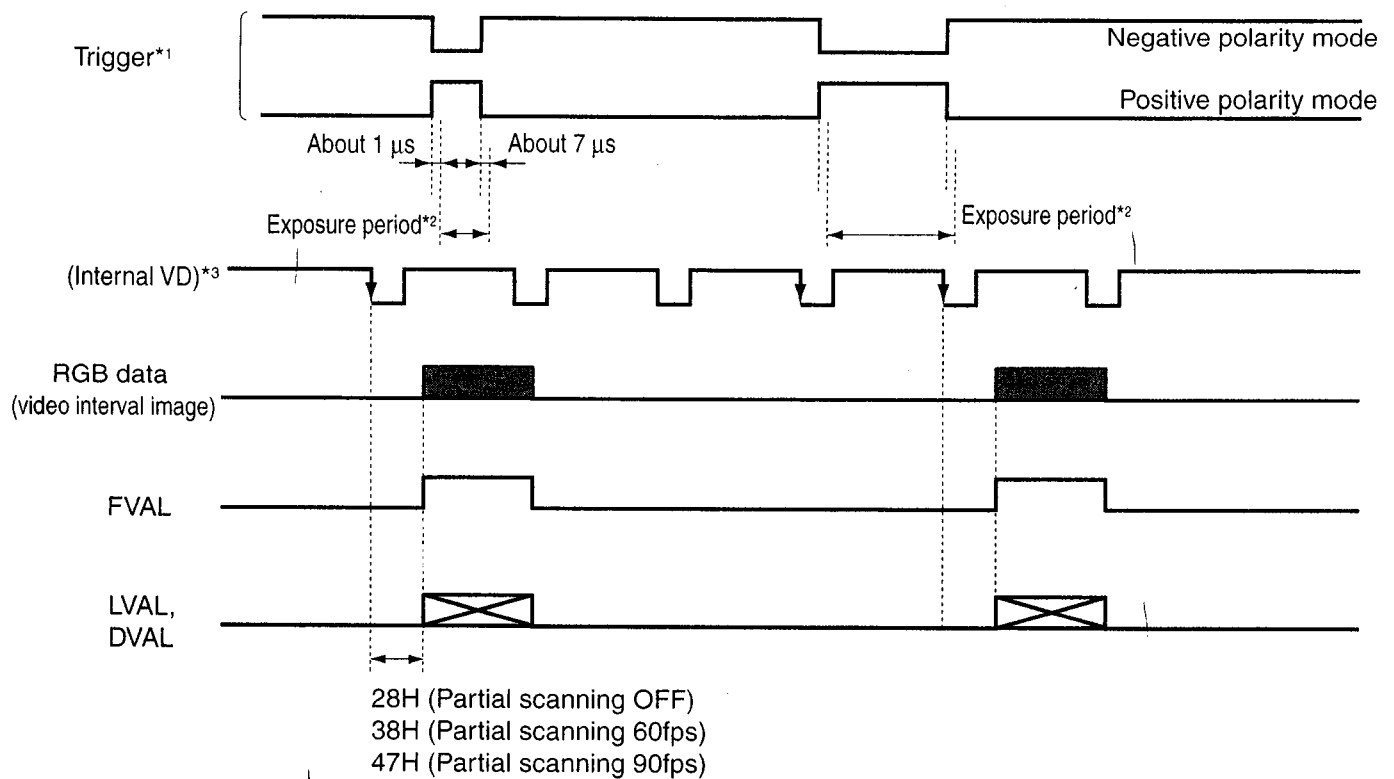 Trigger*1
Negative polarity mode
Positive polarity mode
About 1 μs
About 7 μs
Exposure period*2
Exposure period*2
(Internal VD)*3
RGB data
(video interval image)
FVAL
LVAL,
DVAL
28H (Partial scanning OFF)
38H (Partial scanning 60fps)
47H (Partial scanning 90fps)